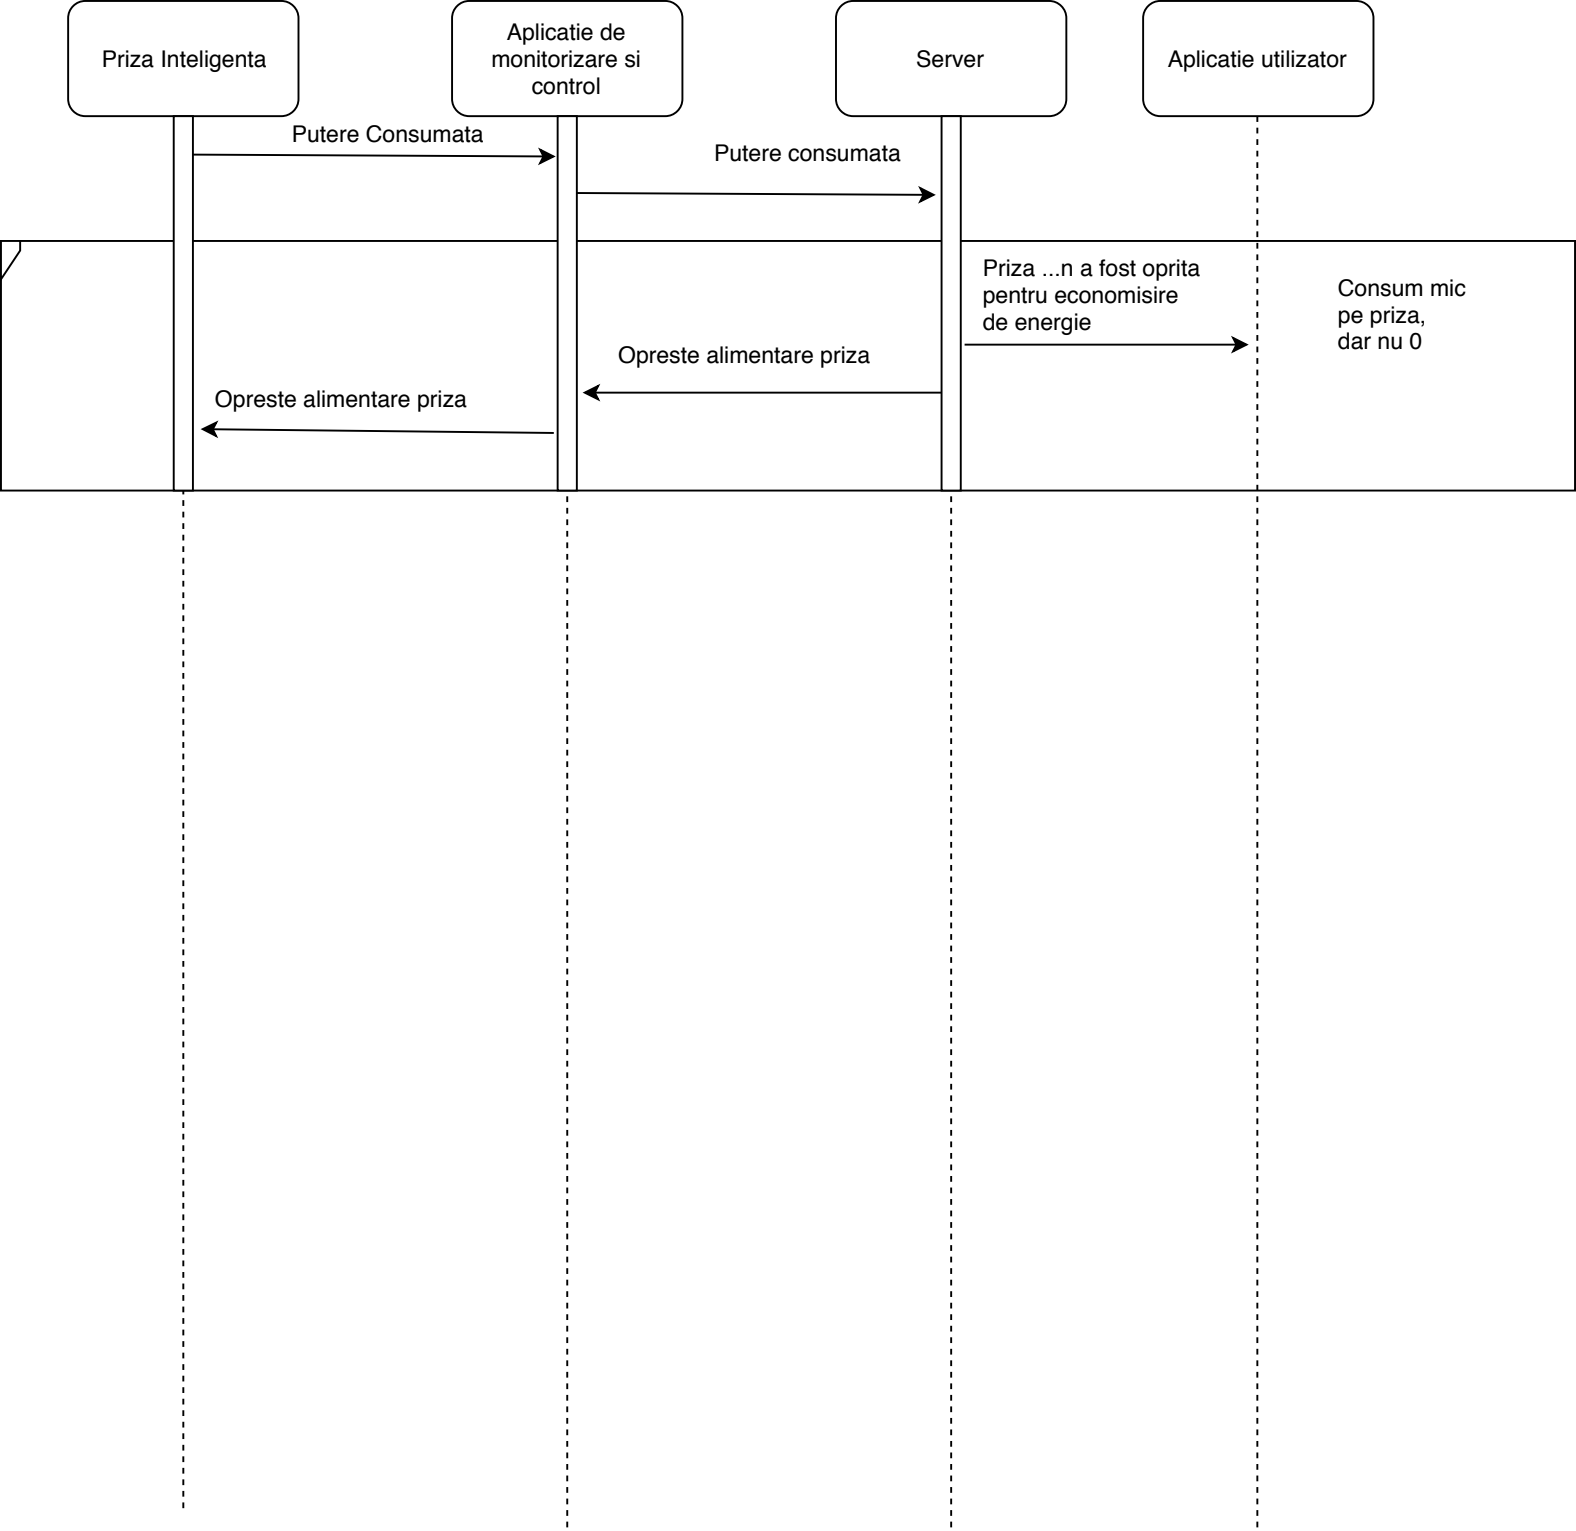 Priza Inteligenta
Aplicatie de
monitorizare si
control
Server
Aplicatie utilizator
Putere Consumata
Putere consumata
Priza ...n a fost oprita
pentru economisire
de energie
Consum mic
pe priza,
dar nu 0
Opreste alimentare priza
Opreste alimentare priza